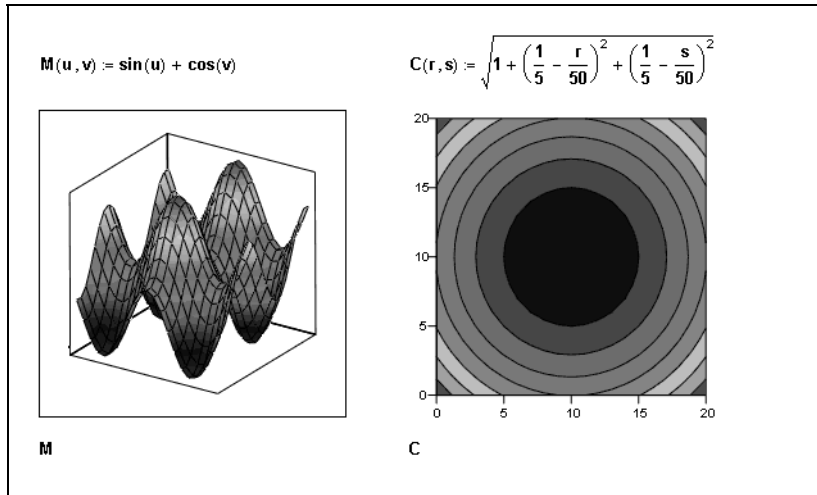 M(u,v) := sin(u) + cos(v)
C(r,s) := √(1 + (1/5 − r/50)² + (1/5 − s/50)²)
20
15
10
5
0
0 5 10 15 20
M
C